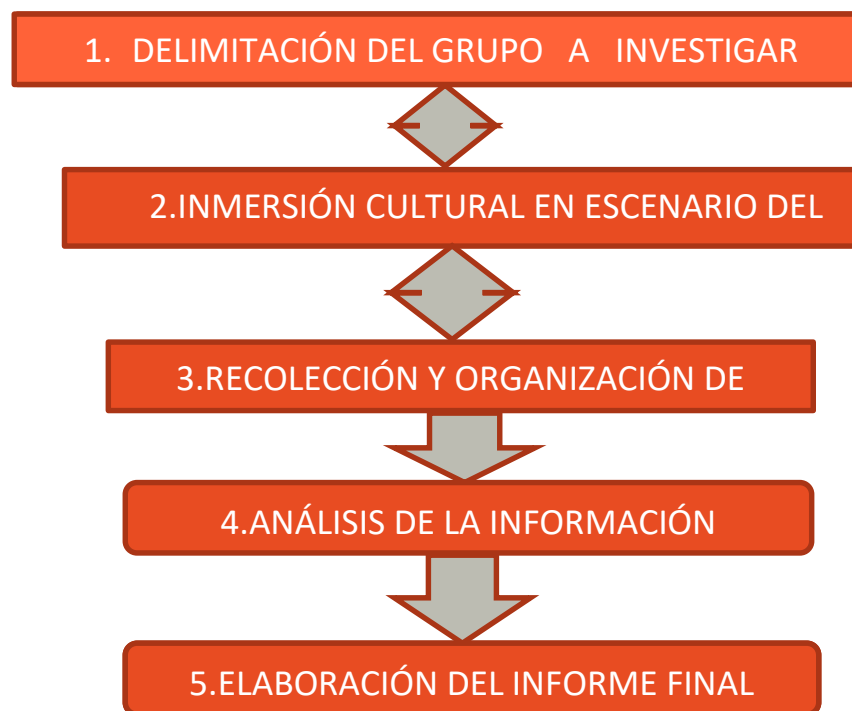 1. DELIMITACIÓN DEL GRUPO A INVESTIGAR
2.INMERSIÓN CULTURAL EN ESCENARIO DEL
3.RECOLECCIÓN Y ORGANIZACIÓN DE
4.ANÁLISIS DE LA INFORMACIÓN
5.ELABORACIÓN DEL INFORME FINAL